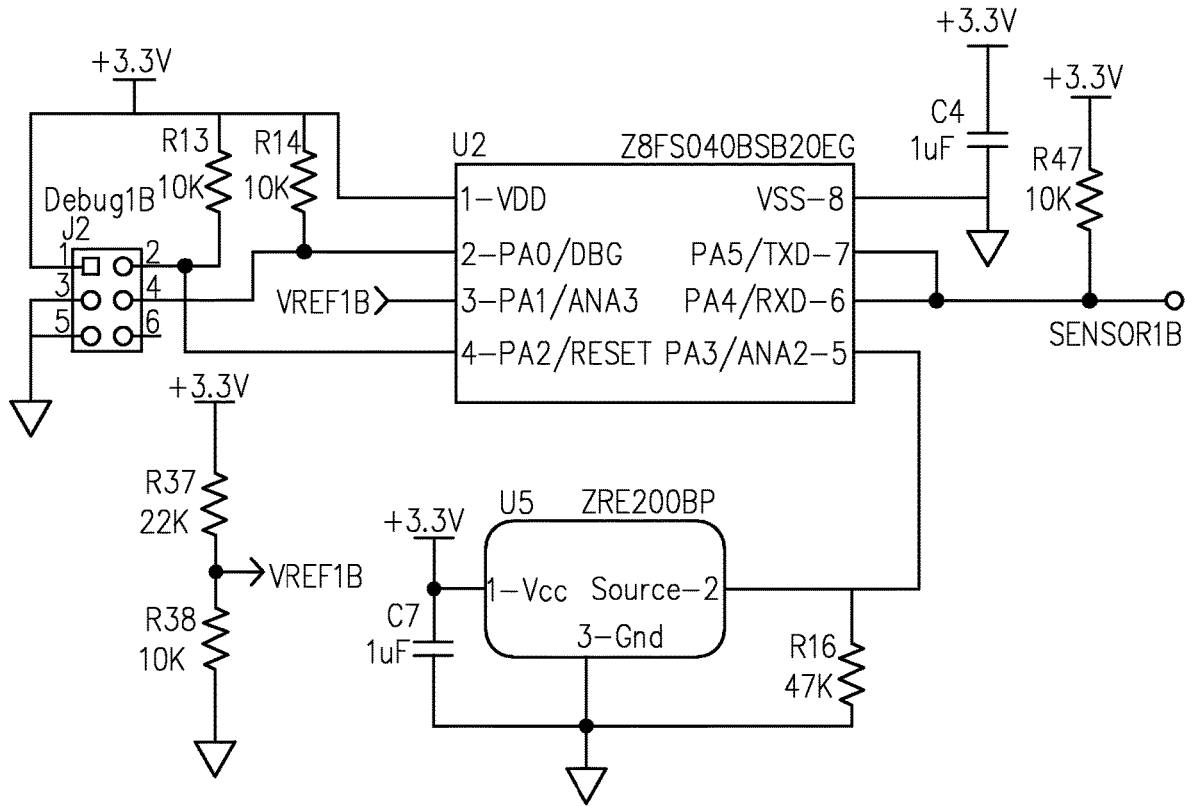 +3.3V
+3.3V
+3.3V
C4
1uF
R13
10K
R14
10K
U2
Z8FS040BSB20EG
R47
10K
Debug1B
J2
1
2
3
4
5
6
1-VDD
VSS-8
2-PA0/DBG
PA5/TXD-7
VREF1B
3-PA1/ANA3
PA4/RXD-6
SENSOR1B
4-PA2/RESET
PA3/ANA2-5
+3.3V
R37
22K
VREF1B
R38
10K
U5
ZRE200BP
+3.3V
1-Vcc
Source-2
3-Gnd
C7
1uF
R16
47K